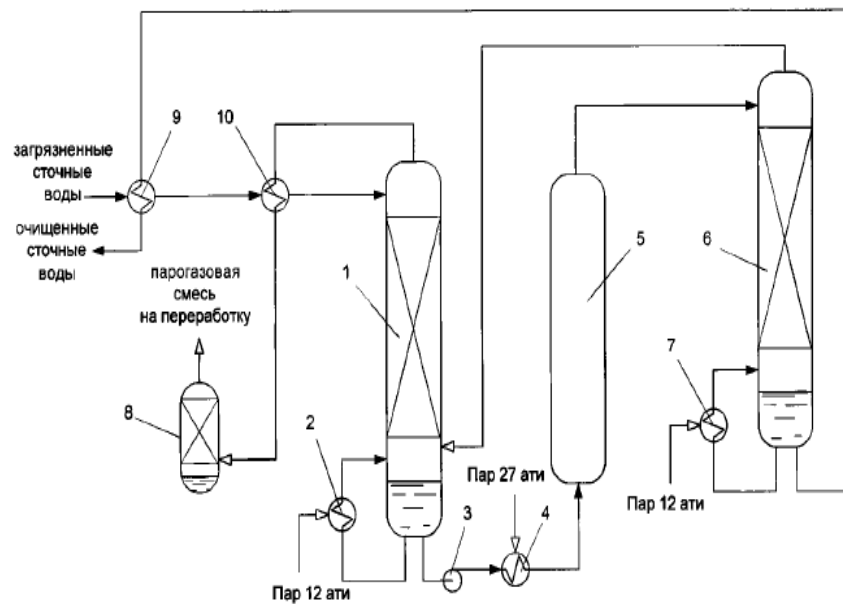 9
10
загрязненные
сточные
воды
очищенные
сточные
воды
парогазовая
смесь
на переработку
1
5
6
7
8
2
Пар 27 ати
Пар 12 ати
3
4
Пар 12 ати